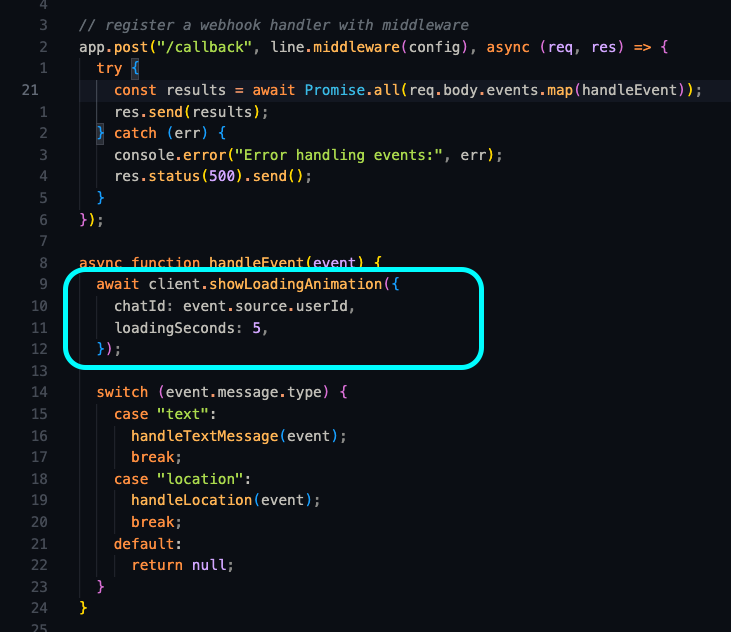 4
3 // register a webhook handler with middleware
2 app.post("/callback", line.middleware(config), async (req, res) => {
1 try {
21 const results = await Promise.all(req.body.events.map(handleEvent));
1 res.send(results);
2 } catch (err) {
3 console.error("Error handling events:", err);
4 res.status(500).send();
5 }
6 });
7
8 async function handleEvent(event) {
9 await client.showLoadingAnimation({
10 chatId: event.source.userId,
11 loadingSeconds: 5,
12 });
13
14 switch (event.message.type) {
15 case "text":
16 handleTextMessage(event);
17 break;
18 case "location":
19 handleLocation(event);
20 break;
21 default:
22 return null;
23 }
24 }
25